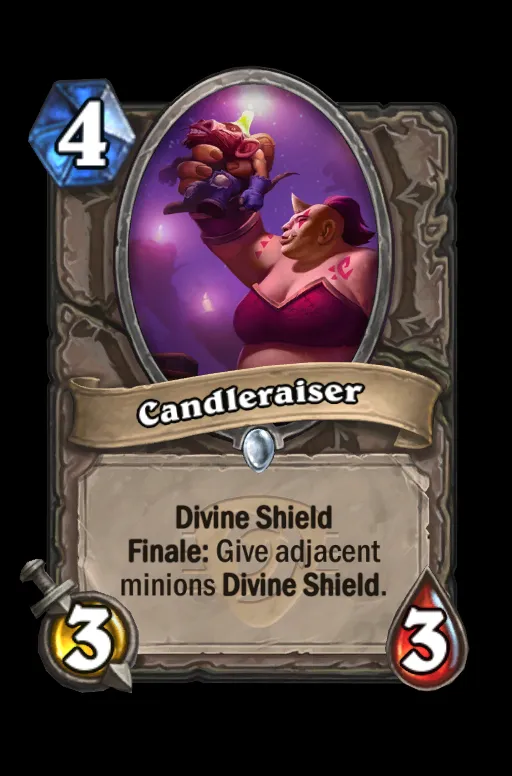 4
Candleraiser
Divine Shield
Finale: Give adjacent
minions Divine Shield.
3
3